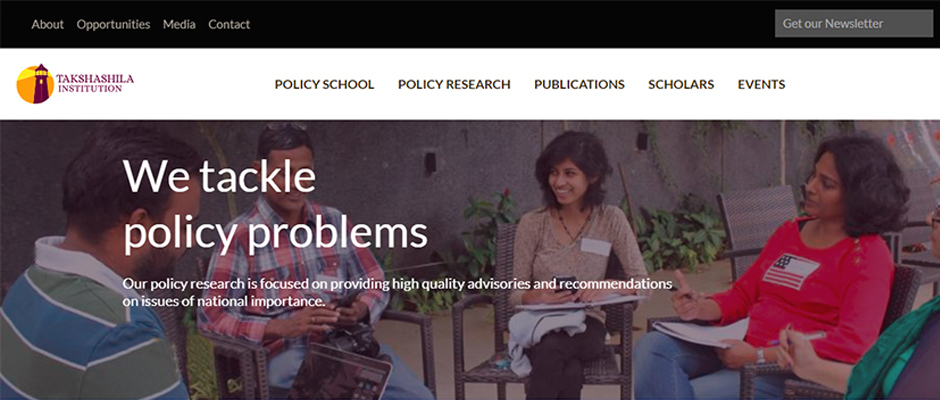 About Opportunities Media Contact
Get our Newsletter
TAKSHASHILA
INSTITUTION
POLICY SCHOOL POLICY RESEARCH PUBLICATIONS SCHOLARS EVENTS
We tackle
policy problems
Our policy research is focused on providing high quality advisories and recommendations
on issues of national importance.